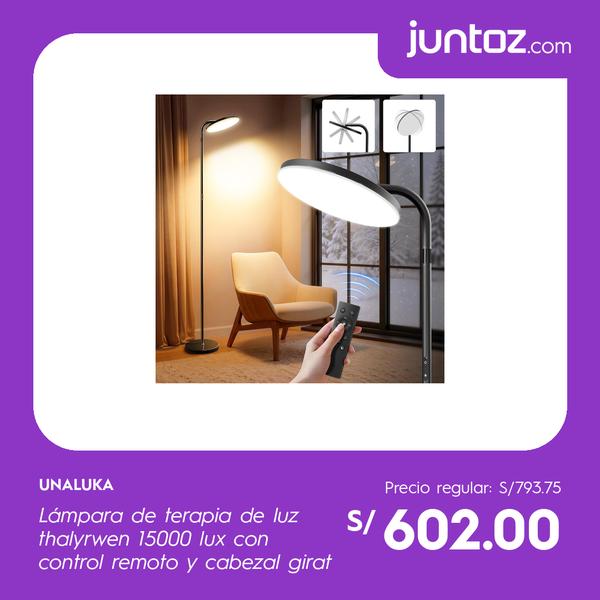 juntoz.com
UNALUKA
Lámpara de terapia de luz
thalyrwen 15000 lux con
control remoto y cabezal girat
Precio regular: S/793.75
S/ 602.00